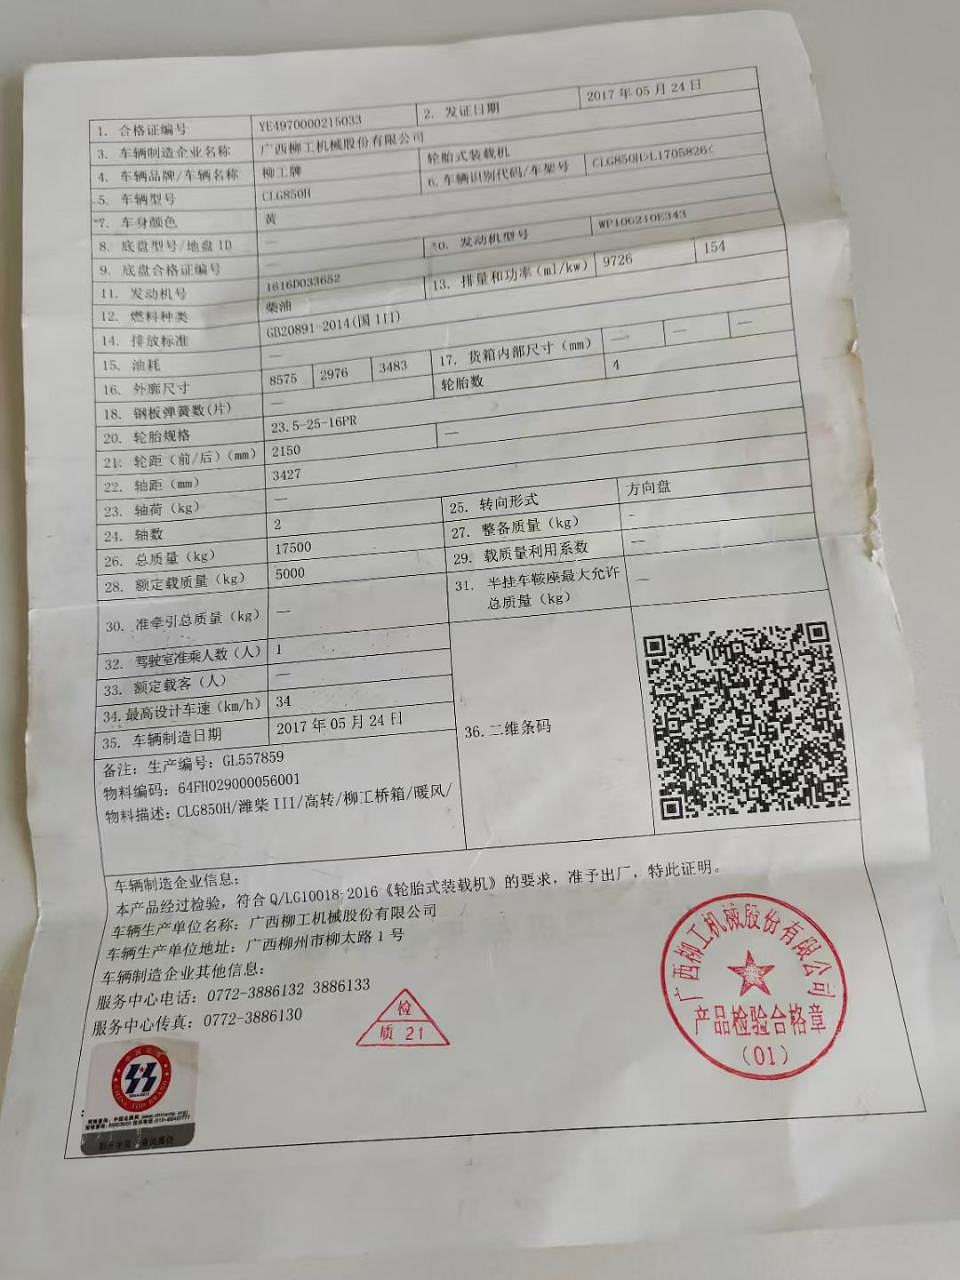 1. 合格证编号 YE4970000215033 2. 发证日期 2017 年 05 月 24 日
3. 车辆制造企业名称 广西柳工机械股份有限公司
4. 车辆品牌/车辆名称 柳工牌 轮胎式装载机
5. 车辆型号 CLG850H 6. 车辆识别代码/车架号 CLG850H>L1705826<
7. 车身颜色 黄
8. 底盘型号/地盘 ID —
9. 底盘合格证编号 — 10. 发动机型号 WP10G210E343
11. 发动机号 1616D033652 13. 排量和功率(ml/kw) 9726 154
12. 燃料种类 柴油
14. 排放标准 GB20891-2014(国 III)
15. 油耗 —
16. 外廓尺寸 8575 2976 3483 17. 货箱内部尺寸(mm) — — —
18. 钢板弹簧数(片) — 轮胎数 4
20. 轮胎规格 23.5-25-16PR
21. 轮距(前/后)(mm) 2150 —
22. 轴距(mm) 3427
23. 轴荷(kg) —
24. 轴数 2 25. 转向形式 方向盘
26. 总质量(kg) 17500 27. 整备质量(kg) -
28. 额定载质量(kg) 5000 29. 载质量利用系数 —
30. 准牵引总质量(kg) — 31. 半挂车鞍座最大允许
总质量(kg) —
32. 驾驶室准乘人数(人) 1
33. 额定载客(人) —
34.最高设计车速(km/h) 34
35. 车辆制造日期 2017 年 05 月 24 日 36.二维条码
备注: 生产编号: GL557859
物料编码: 64FH029000056001
物料描述: CLG850H/潍柴 III/高转/柳工桥箱/暖风/
车辆制造企业信息:
本产品经过检验，符合 Q/LG10018-2016《轮胎式装载机》的要求，准予出厂，特此证明。
车辆生产单位名称: 广西柳工机械股份有限公司
车辆生产单位地址: 广西柳州市柳太路 1 号
车辆制造企业其他信息:
服务中心电话: 0772-3886132 3886133
服务中心传真: 0772-3886130
检
质 21
广西柳工机械股份有限公司
产品检验合格章
(01)